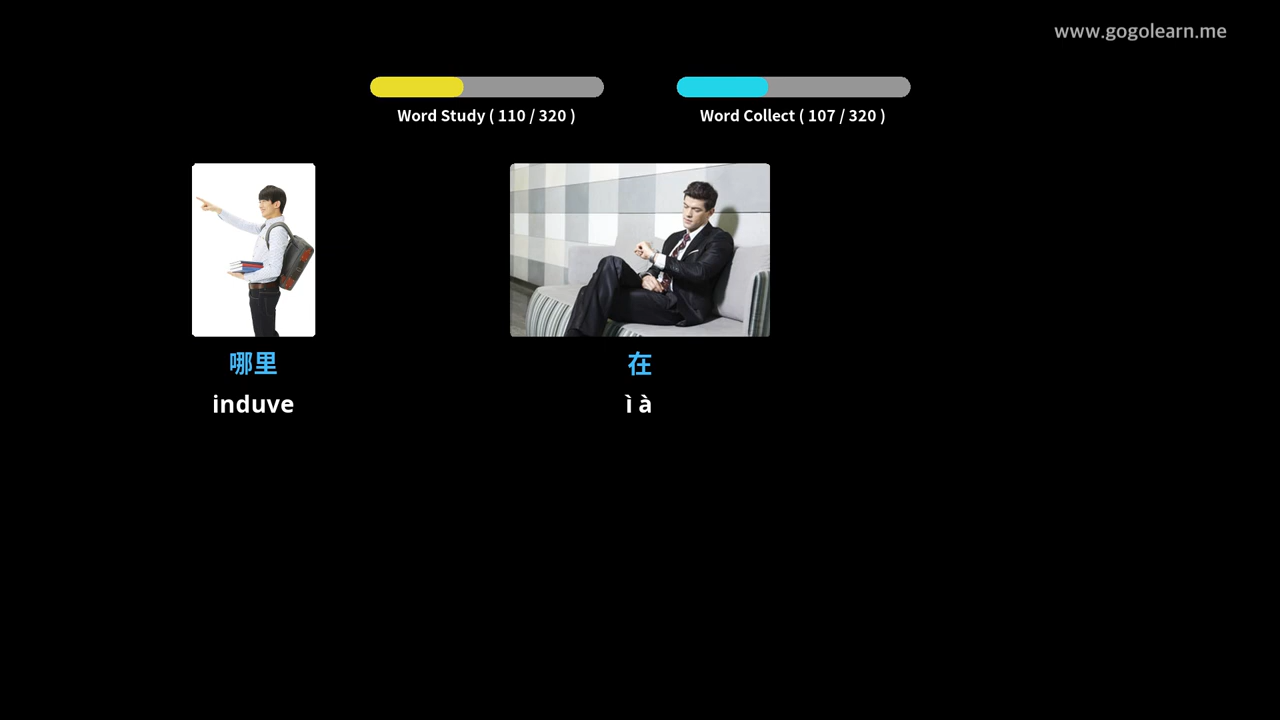 www.gogolearn.me
Word Study ( 110 / 320 )
Word Collect ( 107 / 320 )
哪里
在
induve
ì à